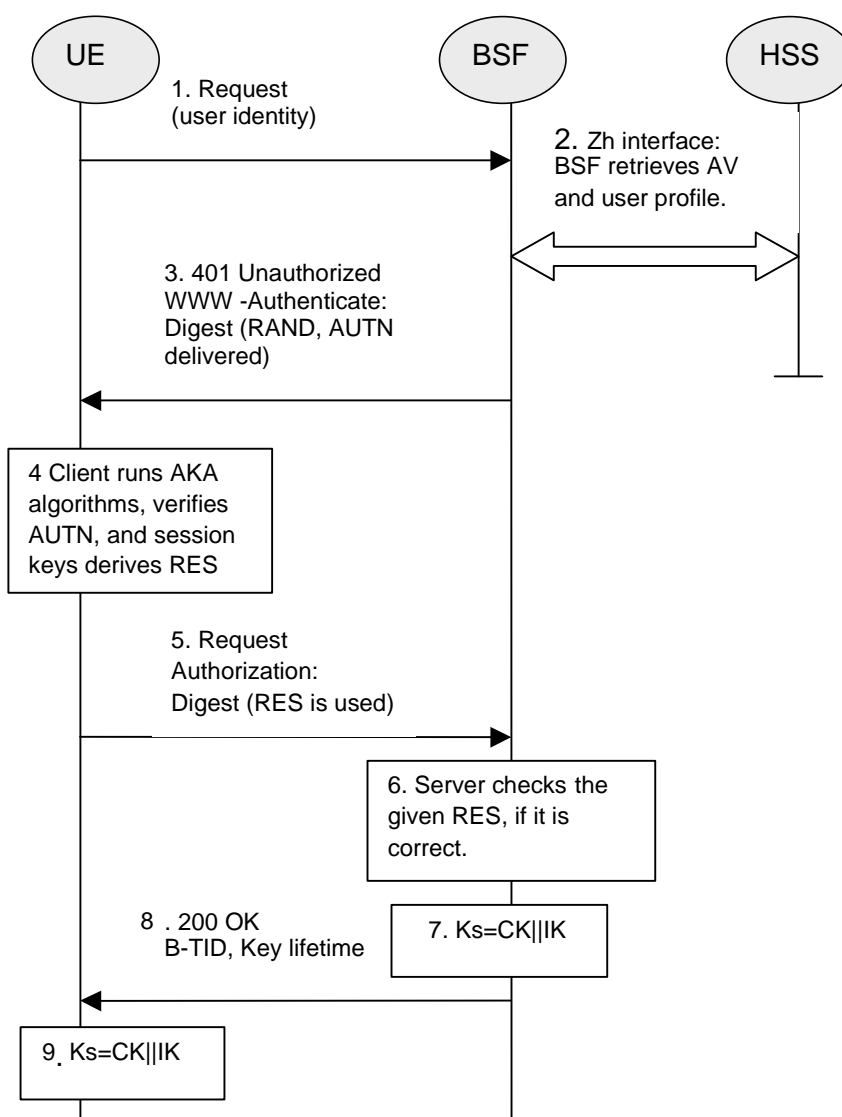 UE
BSF
HSS
1. Request
(user identity)
2. Zh interface:
BSF retrieves AV
and user profile.
3. 401 Unauthorized
WWW -Authenticate:
Digest (RAND, AUTN
delivered)
4 Client runs AKA
algorithms, verifies
AUTN, and session
keys derives RES
5. Request
Authorization:
Digest (RES is used)
6. Server checks the
given RES, if it is
correct.
7. Ks=CK||IK
8 . 200 OK
B-TID, Key lifetime
9. Ks=CK||IK